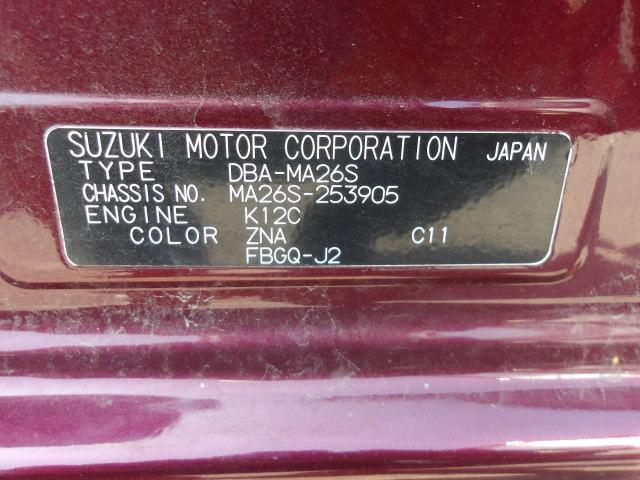 SUZUKI MOTOR CORPORATION JAPAN
TYPE DBA-MA26S
CHASSIS NO. MA26S-253905
ENGINE K12C
COLOR ZNA C11
FBGQ-J2